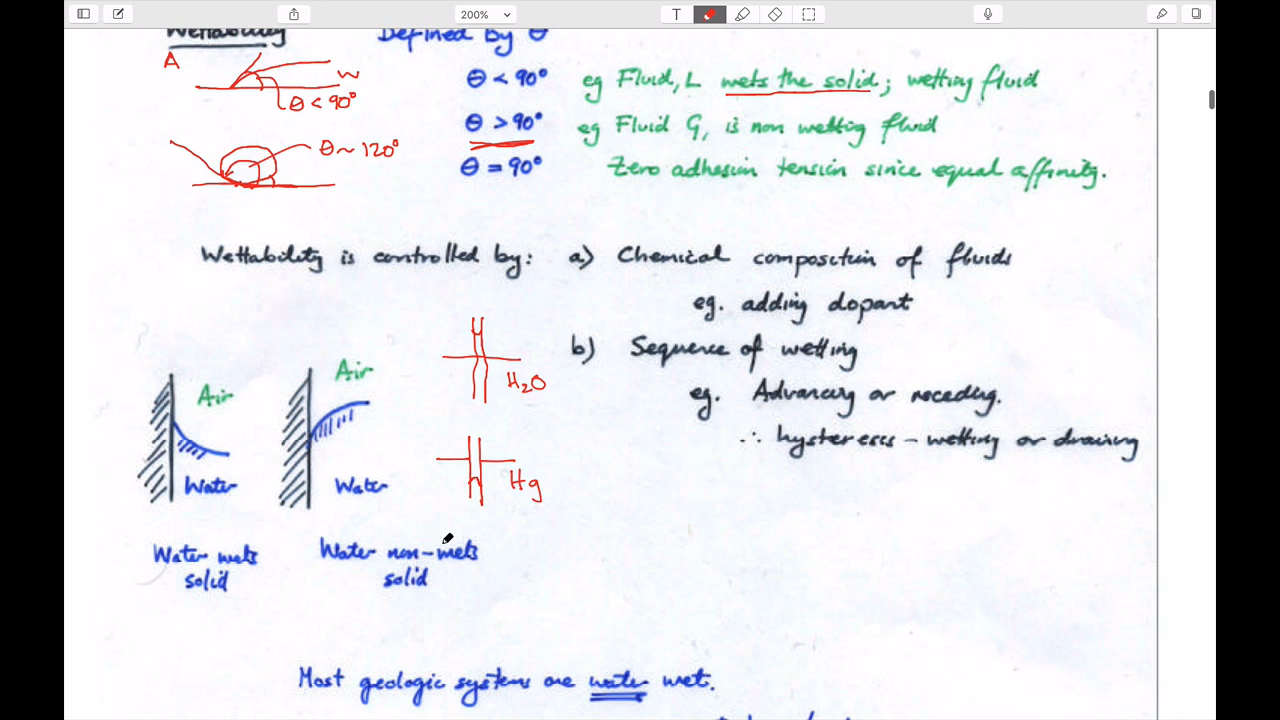 200%
T
Wettability Defined by θ
A
W
θ < 90°
θ ~ 120°
θ < 90° eg Fluid, L wets the solid; wetting fluid
θ > 90° eg Fluid G, is non wetting fluid
θ = 90° Zero adhesion tension since equal affinity.
Wettability is controlled by: a) Chemical composition of fluids
eg. adding dopant
b) Sequence of wetting
eg. Advancing or receding.
∴ hysteresis - wetting or draining
Air
Water
Water wets
solid
Air
Water
Water non-wets
solid
H2O
Hg
Most geologic systems are water wet.